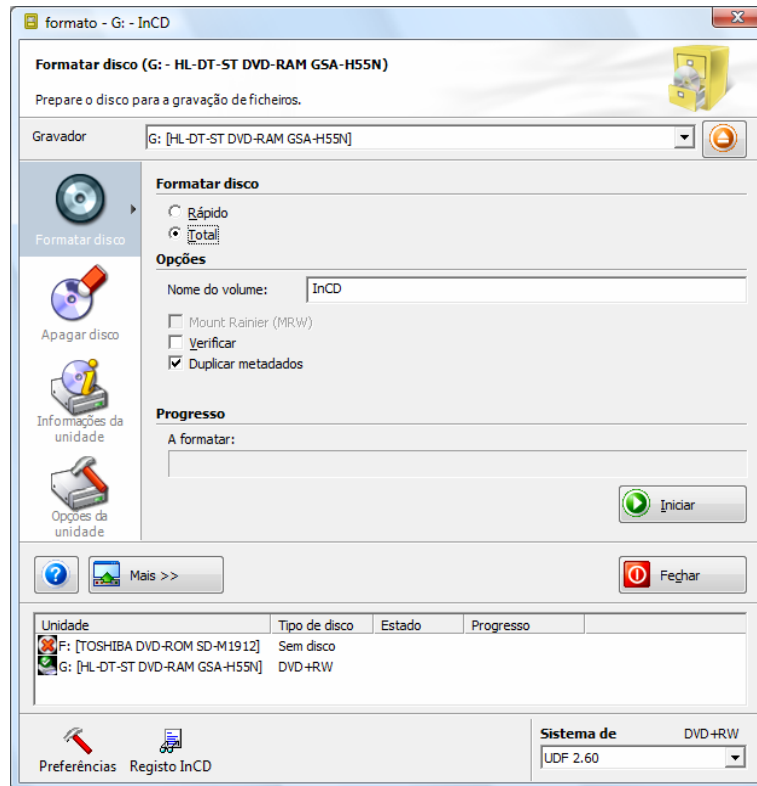 formato - G: - InCD
Formatar disco (G: - HL-DT-ST DVD-RAM GSA-H55N)
Prepare o disco para a gravação de ficheiros.
Gravador
G: [HL-DT-ST DVD-RAM GSA-H55N]
Formatar disco
Apagar disco
Informações da
unidade
Opções da
unidade
Formatar disco
Rápido
Total
Opções
Nome do volume:
InCD
Mount Rainier (MRW)
Verificar
Duplicar metadados
Progresso
A formatar:
Iniciar
Mais >>
Fechar
Unidade Tipo de disco Estado Progresso
F: [TOSHIBA DVD-ROM SD-M1912] Sem disco
G: [HL-DT-ST DVD-RAM GSA-H55N] DVD+RW
Preferências
Registo InCD
Sistema de DVD+RW
UDF 2.60